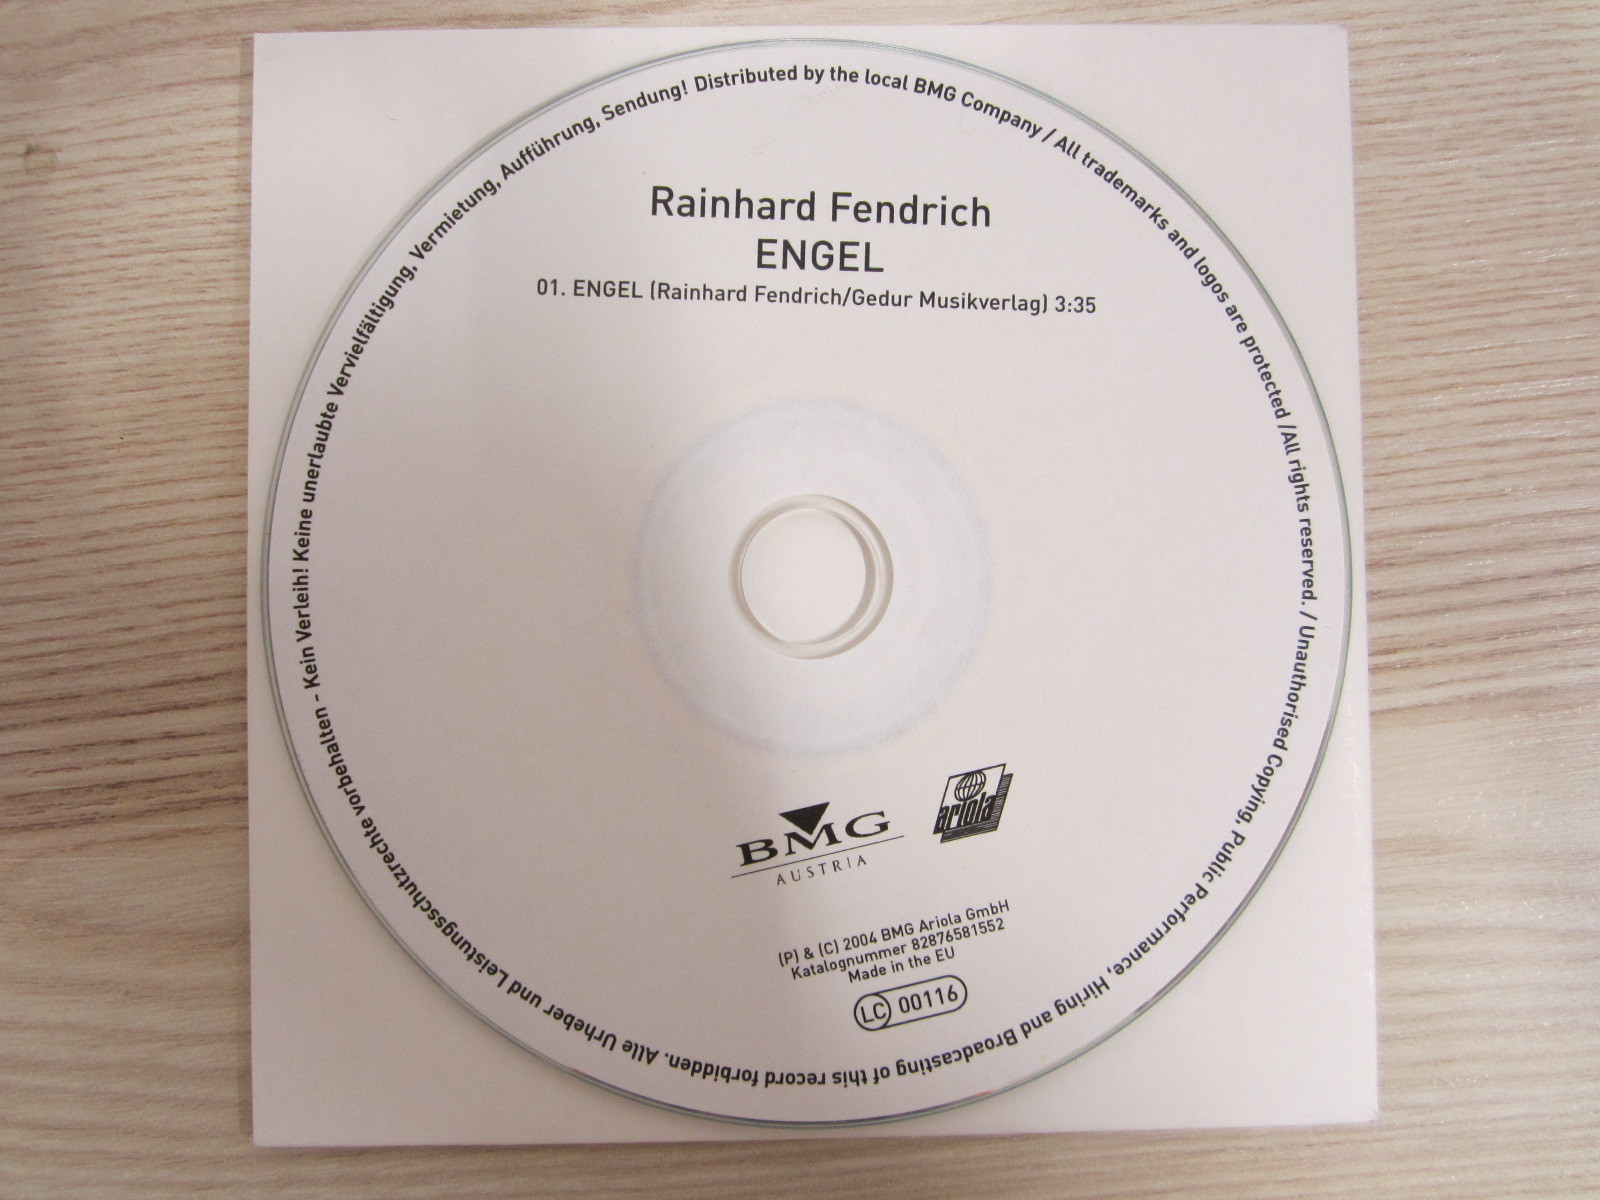 Rainhard Fendrich
ENGEL
01. ENGEL (Rainhard Fendrich/Gedur Musikverlag) 3:35
BMG
AUSTRIA
ariola
(P) & (C) 2004 BMG Ariola GmbH
Katalognummer 82876581552
Made in the EU
LC 00116
Alle Urheber und Leistungsschutzrechte vorbehalten - Kein Verleih! Keine unerlaubte Vervielfältigung, Vermietung, Aufführung, Sendung! Distributed by the local BMG Company / All trademarks and logos are protected /All rights reserved. / Unauthorised Copying, Public Performance, Hiring and Broadcasting of this record forbidden.